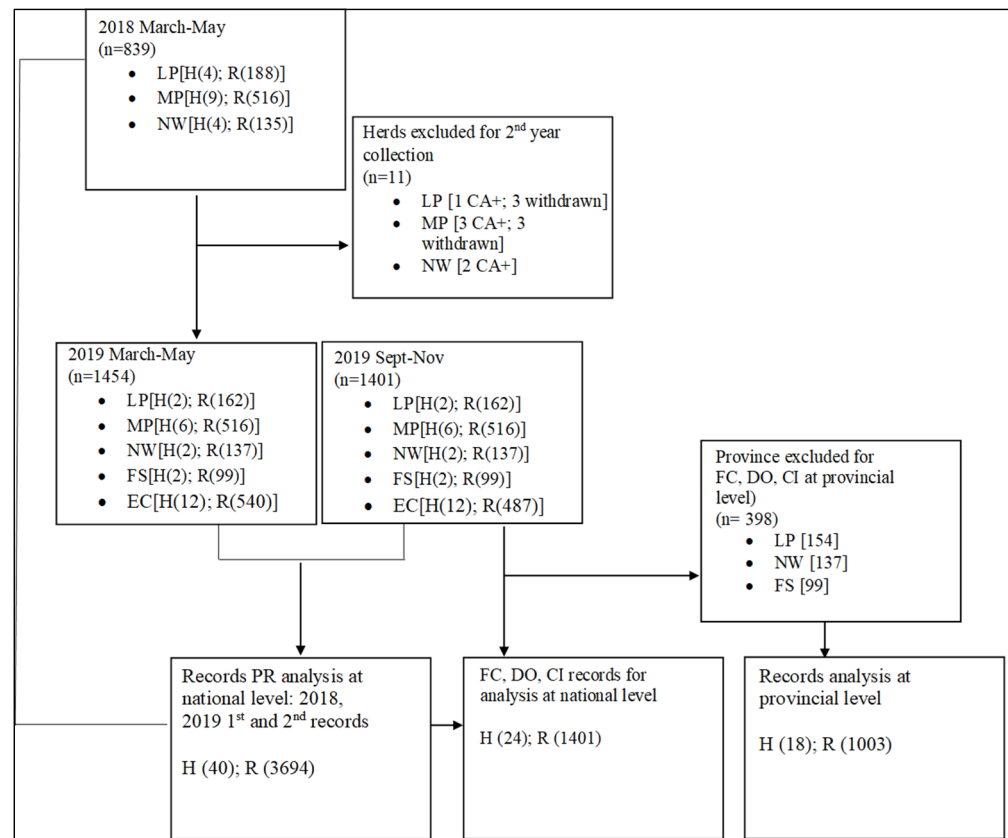 2018 March-May
(n=839)
• LP[H(4); R(188)]
• MP[H(9); R(516)]
• NW[H(4); R(135)]
Herds excluded for 2nd year
collection
(n=11)
• LP [1 CA+; 3 withdrawn]
• MP [3 CA+; 3
withdrawn]
• NW [2 CA+]
2019 March-May
(n=1454)
• LP[H(2); R(162)]
• MP[H(6); R(516)]
• NW[H(2); R(137)]
• FS[H(2); R(99)]
• EC[H(12); R(540)]
2019 Sept-Nov
(n=1401)
• LP[H(2); R(162)]
• MP[H(6); R(516)]
• NW[H(2); R(137)]
• FS[H(2); R(99)]
• EC[H(12); R(487)]
Province excluded for
FC, DO, CI at provincial
level)
(n= 398)
• LP [154]
• NW [137]
• FS [99]
Records PR analysis at
national level: 2018,
2019 1st and 2nd records
H (40); R (3694)
FC, DO, CI records for
analysis at national level
H (24); R (1401)
Records analysis at
provincial level
H (18); R (1003)